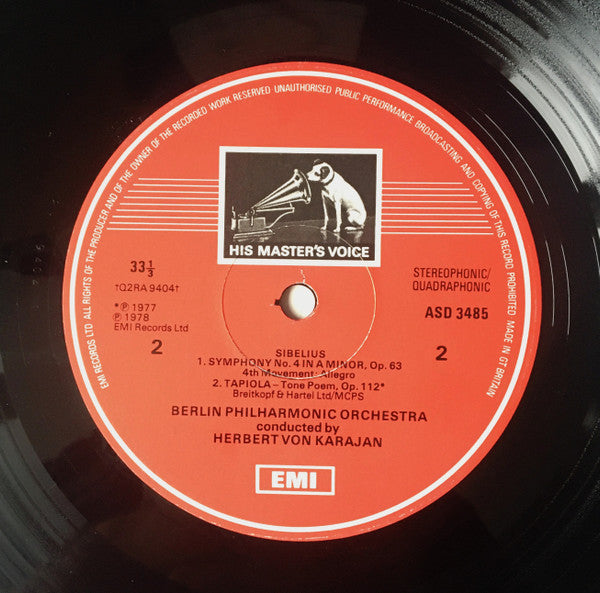 EMI RECORDS LTD ALL RIGHTS OF THE PRODUCER AND OF THE OWNER OF THE RECORDED WORK RESERVED UNAUTHORISED PUBLIC PERFORMANCE BROADCASTING AND COPYING OF THIS RECORD PROHIBITED MADE IN GT BRITAIN
HIS MASTER'S VOICE
33⅓
†Q2RA 9404†
STEREOPHONIC/
QUADRAPHONIC
*℗ 1977
℗ 1978
EMI Records Ltd
ASD 3485
2
2
SIBELIUS
1. SYMPHONY No. 4 IN A MINOR, Op. 63
4th Movement: Allegro
2. TAPIOLA – Tone Poem, Op. 112*
Breitkopf & Hartel Ltd/MCPS
BERLIN PHILHARMONIC ORCHESTRA
conducted by
HERBERT VON KARAJAN
EMI